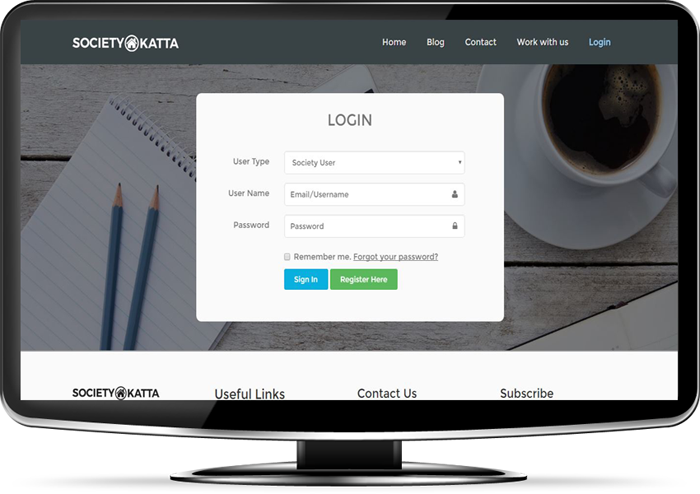 SOCIETY KATTA
Home Blog Contact Work with us Login
LOGIN
User Type Society User
User Name Email/Username
Password Password
Remember me. Forgot your password?
Sign In Register Here
SOCIETY KATTA Useful Links Contact Us Subscribe